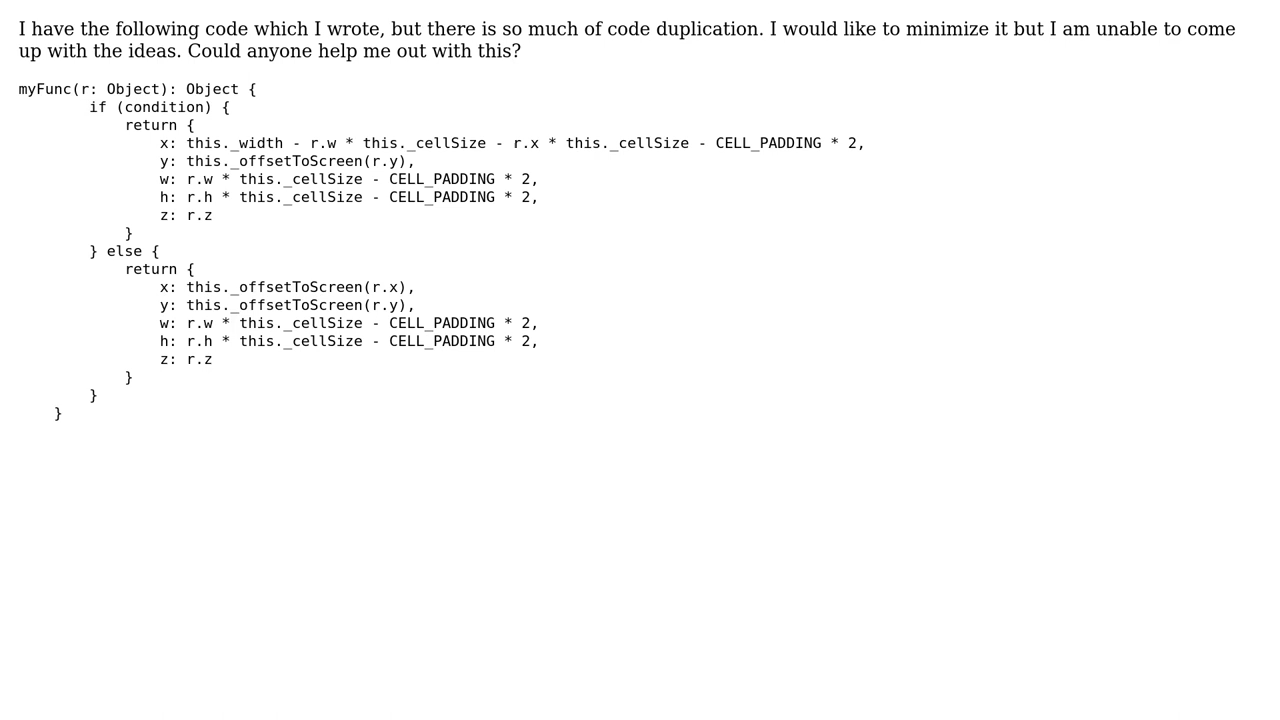 I have the following code which I wrote, but there is so much of code duplication. I would like to minimize it but I am unable to come
up with the ideas. Could anyone help me out with this?
myFunc(r: Object): Object {
        if (condition) {
            return {
                x: this._width - r.w * this._cellSize - r.x * this._cellSize - CELL_PADDING * 2,
                y: this._offsetToScreen(r.y),
                w: r.w * this._cellSize - CELL_PADDING * 2,
                h: r.h * this._cellSize - CELL_PADDING * 2,
                z: r.z
            }
        } else {
            return {
                x: this._offsetToScreen(r.x),
                y: this._offsetToScreen(r.y),
                w: r.w * this._cellSize - CELL_PADDING * 2,
                h: r.h * this._cellSize - CELL_PADDING * 2,
                z: r.z
            }
        }
    }